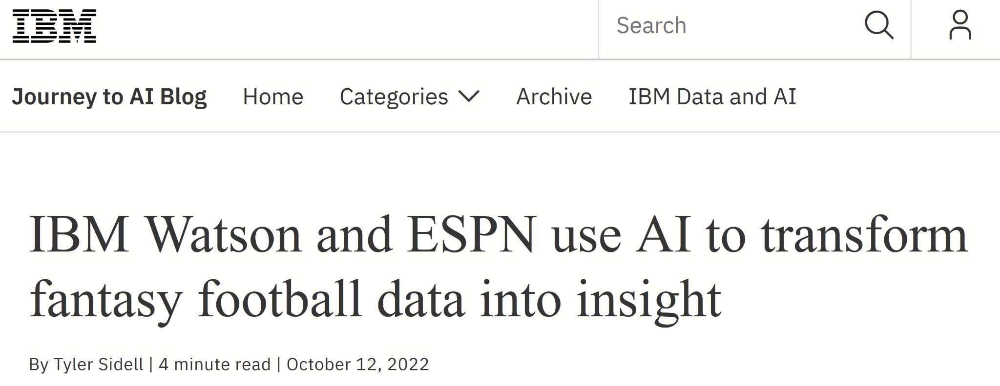 IBM
Search
Journey to AI Blog Home Categories Archive IBM Data and AI
IBM Watson and ESPN use AI to transform
fantasy football data into insight
By Tyler Sidell | 4 minute read | October 12, 2022